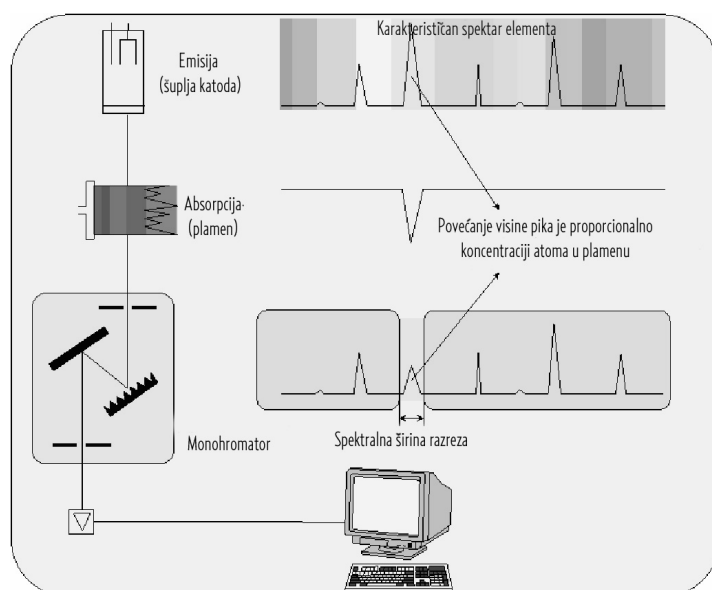 Karakterističan spektar elementa
Emisija
(šuplja katoda)
Absorpcija-
(plamen)
Povećanje visine pika je proporcionalno
koncentraciji atoma u plamenu
Monohromator
Spektralna širina razreza